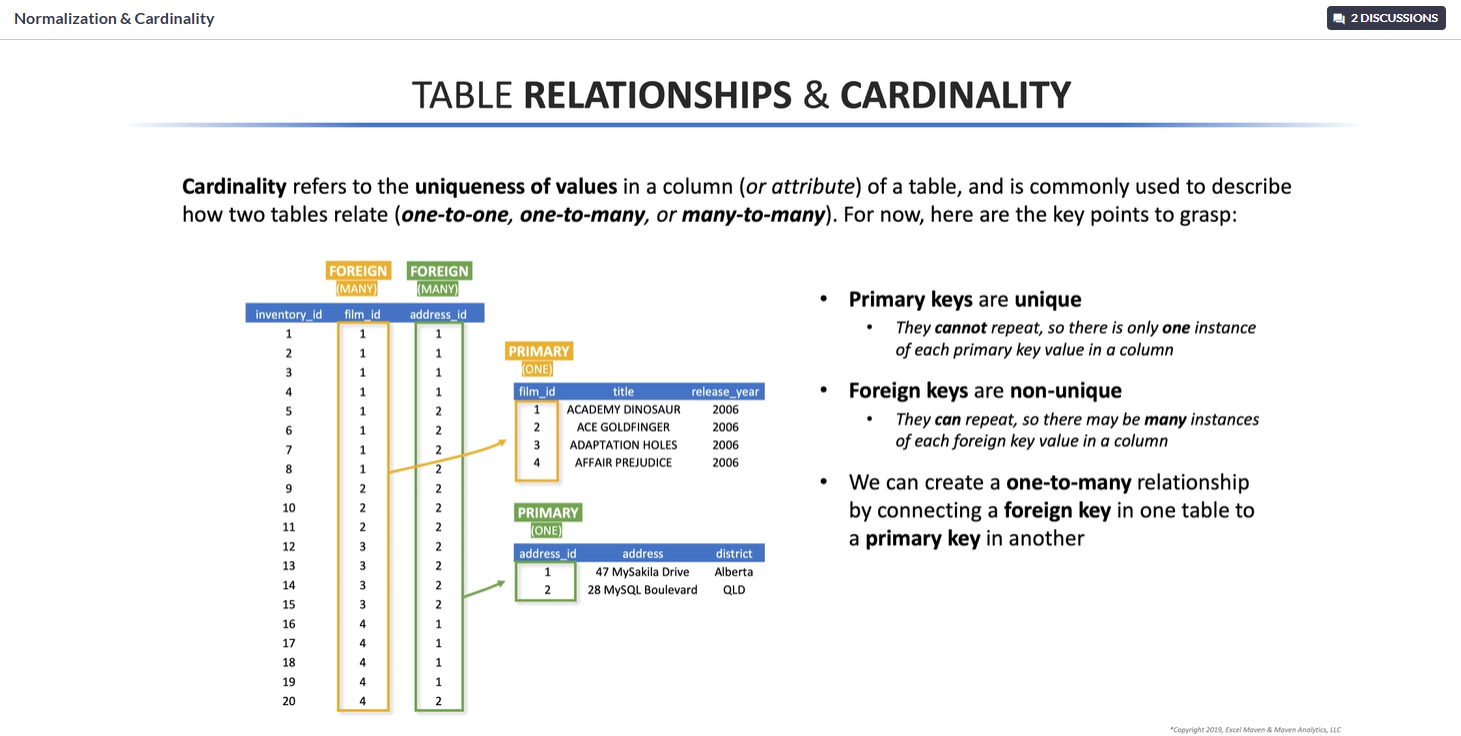 Normalization & Cardinality
2 DISCUSSIONS
TABLE RELATIONSHIPS & CARDINALITY
Cardinality refers to the uniqueness of values in a column (or attribute) of a table, and is commonly used to describe
how two tables relate (one-to-one, one-to-many, or many-to-many). For now, here are the key points to grasp:
FOREIGN FOREIGN
(MANY) (MANY)
inventory_id film_id address_id
1 1 1
2 1 1
3 1 1
4 1 1
5 1 2
6 1 2
7 1 2
8 1 2
9 2 2
10 2 2
11 2 2
12 3 2
13 3 2
14 3 2
15 3 2
16 4 1
17 4 1
18 4 1
19 4 1
20 4 2
PRIMARY
(ONE)
film_id title release_year
1 ACADEMY DINOSAUR 2006
2 ACE GOLDFINGER 2006
3 ADAPTATION HOLES 2006
4 AFFAIR PREJUDICE 2006
PRIMARY
(ONE)
address_id address district
1 47 MySakila Drive Alberta
2 28 MySQL Boulevard QLD
• Primary keys are unique
• They cannot repeat, so there is only one instance
of each primary key value in a column
• Foreign keys are non-unique
• They can repeat, so there may be many instances
of each foreign key value in a column
• We can create a one-to-many relationship
by connecting a foreign key in one table to
a primary key in another
*Copyright 2019, Excel Maven & Maven Analytics, LLC